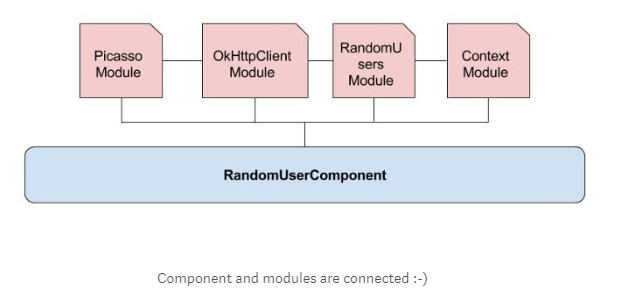 Picasso
Module
OkHttpClient
Module
RandomU
sers
Module
Context
Module
RandomUserComponent
Component and modules are connected :-)